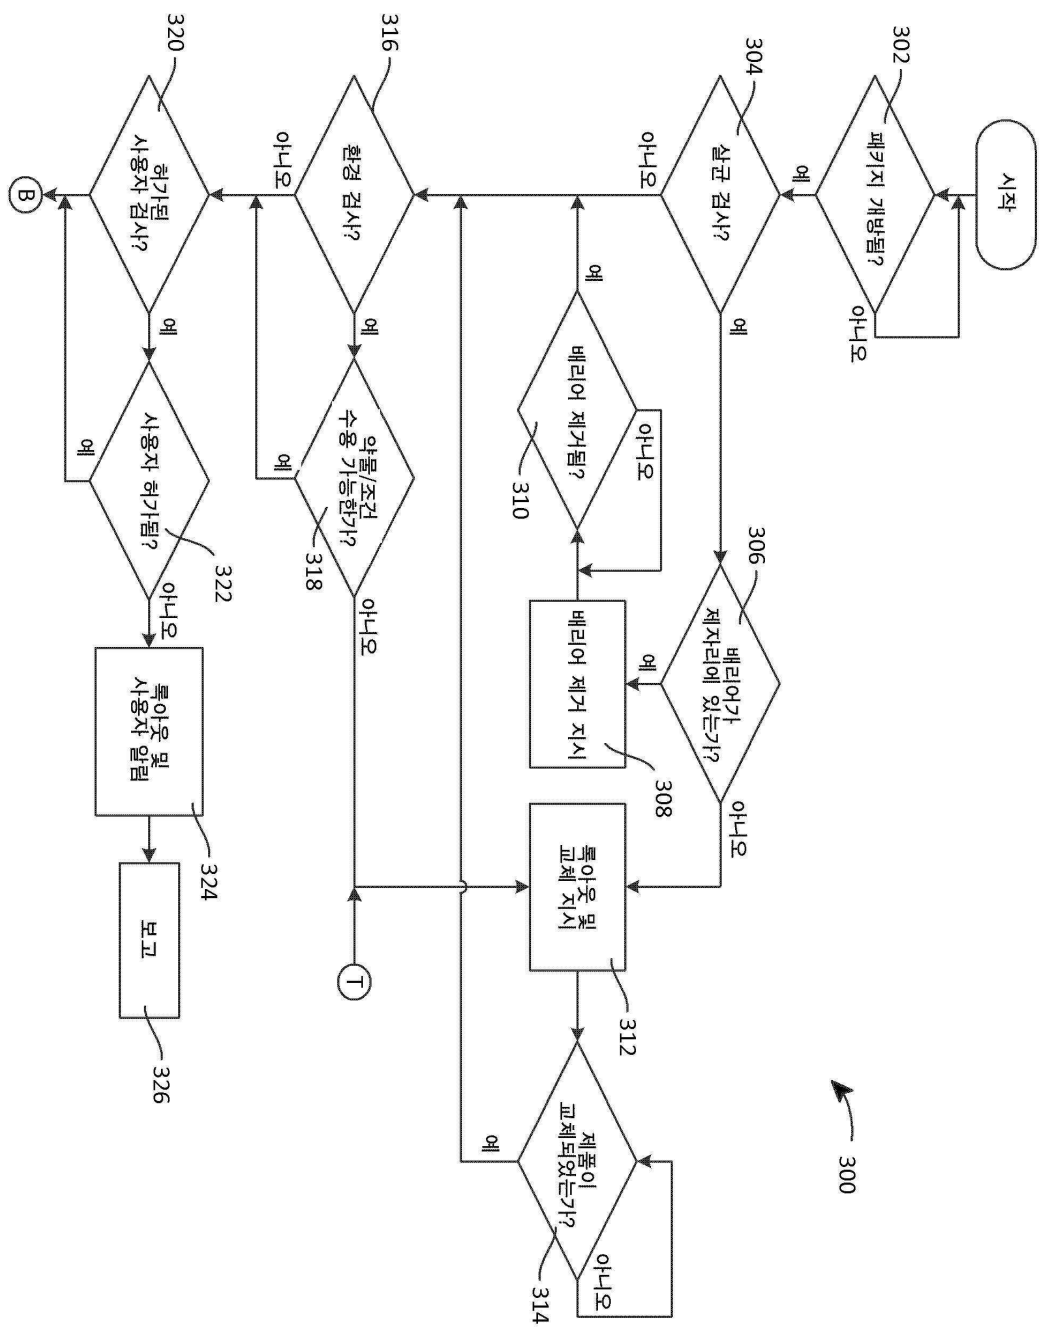 시작
302
패키지 개방됨?
아니오
예
304
살균 검사?
예
아니오
306
배리어가
제자리에 있는가?
아니오
예
308
배리어 제거 지시
310
배리어 제거됨?
아니오
예
312
록아웃 및
교체 지시
314
제품이
교체되었는가?
아니오
예
300
316
환경 검사?
예
아니오
318
약물/조건
수용 가능한가?
아니오
예
T
320
허가된
사용자 검사?
예
322
사용자 허가됨?
아니오
예
324
록아웃 및
사용자 알림
326
보고
B